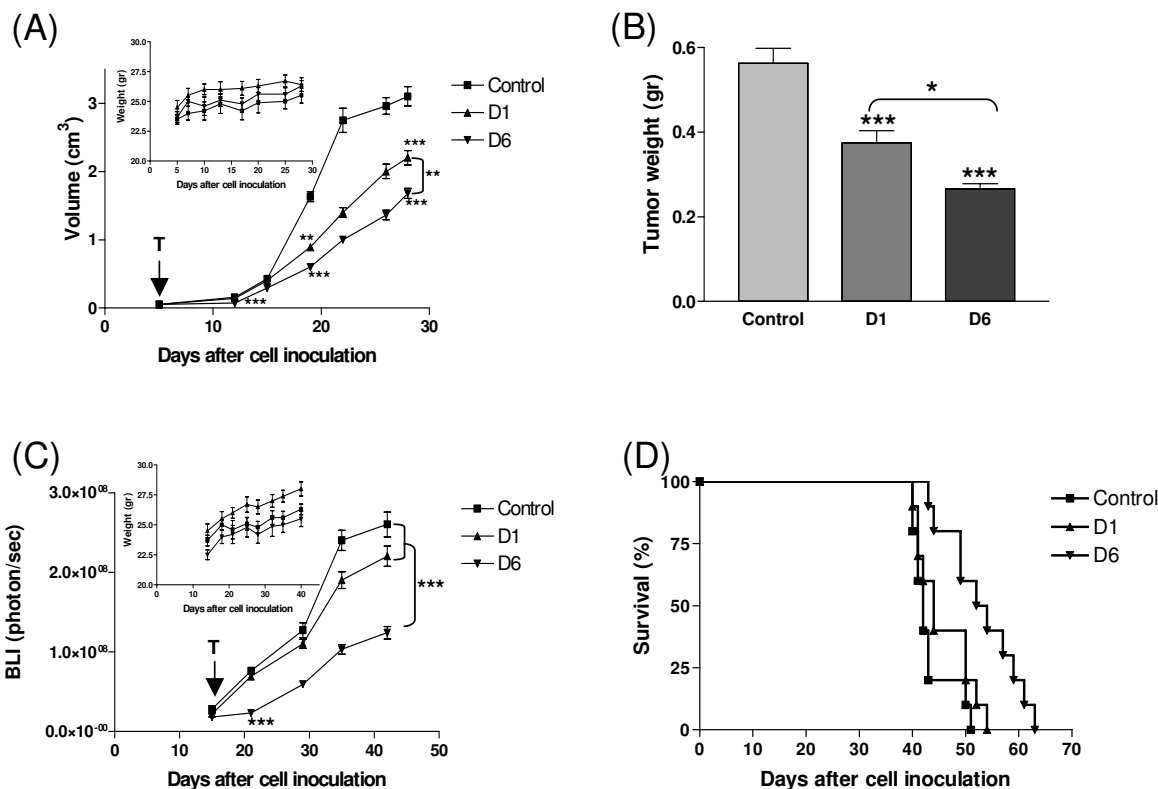 (A)
Volume (cm3)
3
2
1
0
0 10 20 30
Days after cell inoculation
T
Weight (gr)
30.0
27.5
25.0
22.5
20.0
0 5 10 15 20 25 30
Days after cell inoculation
Control
D1
D6
***
**
***
**
***
***
(B)
Tumor weight (gr)
0.6
0.4
0.2
0.0
*
***
***
Control D1 D6
(C)
BLI (photon/sec)
3.0×10^08
2.0×10^08
1.0×10^08
0.0×10^-00
0 10 20 30 40 50
Days after cell inoculation
T
Weight (gr)
30.0
27.5
25.0
22.5
20.0
0 5 10 15 20 25 30 35 40
Days after cell inoculation
Control
D1
D6
***
***
(D)
Survival (%)
100
75
50
25
0
0 10 20 30 40 50 60 70
Days after cell inoculation
Control
D1
D6